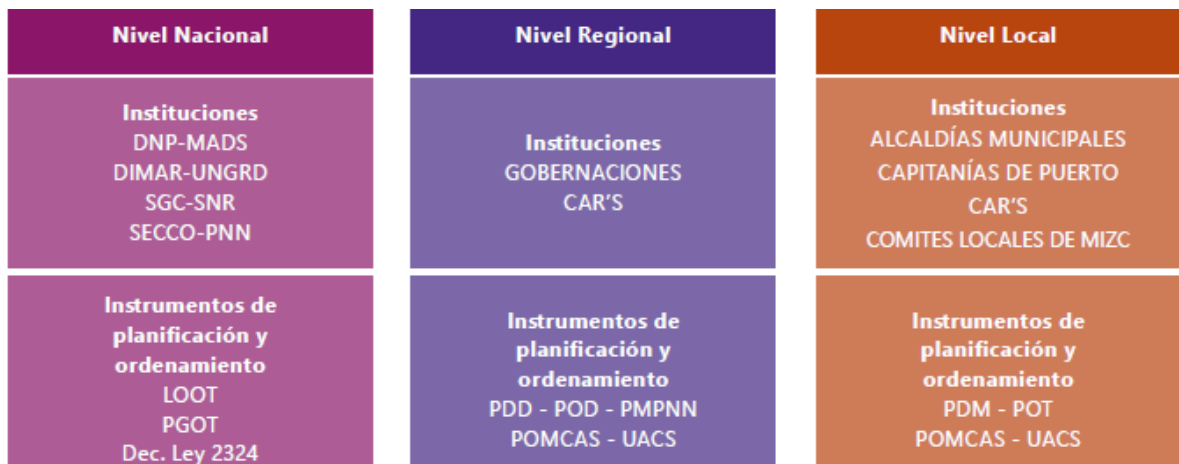 Nivel Nacional
Instituciones
DNP-MADS
DIMAR-UNGRD
SGC-SNR
SECCO-PNN
Instrumentos de
planificación y
ordenamiento
LOOT
PGOT
Dec. Ley 2324
Nivel Regional
Instituciones
GOBERNACIONES
CAR'S
Instrumentos de
planificación y
ordenamiento
PDD - POD - PMPNN
POMCAS - UACS
Nivel Local
Instituciones
ALCALDÍAS MUNICIPALES
CAPITANÍAS DE PUERTO
CAR'S
COMITES LOCALES DE MIZC
Instrumentos de
planificación y
ordenamiento
PDM - POT
POMCAS - UACS